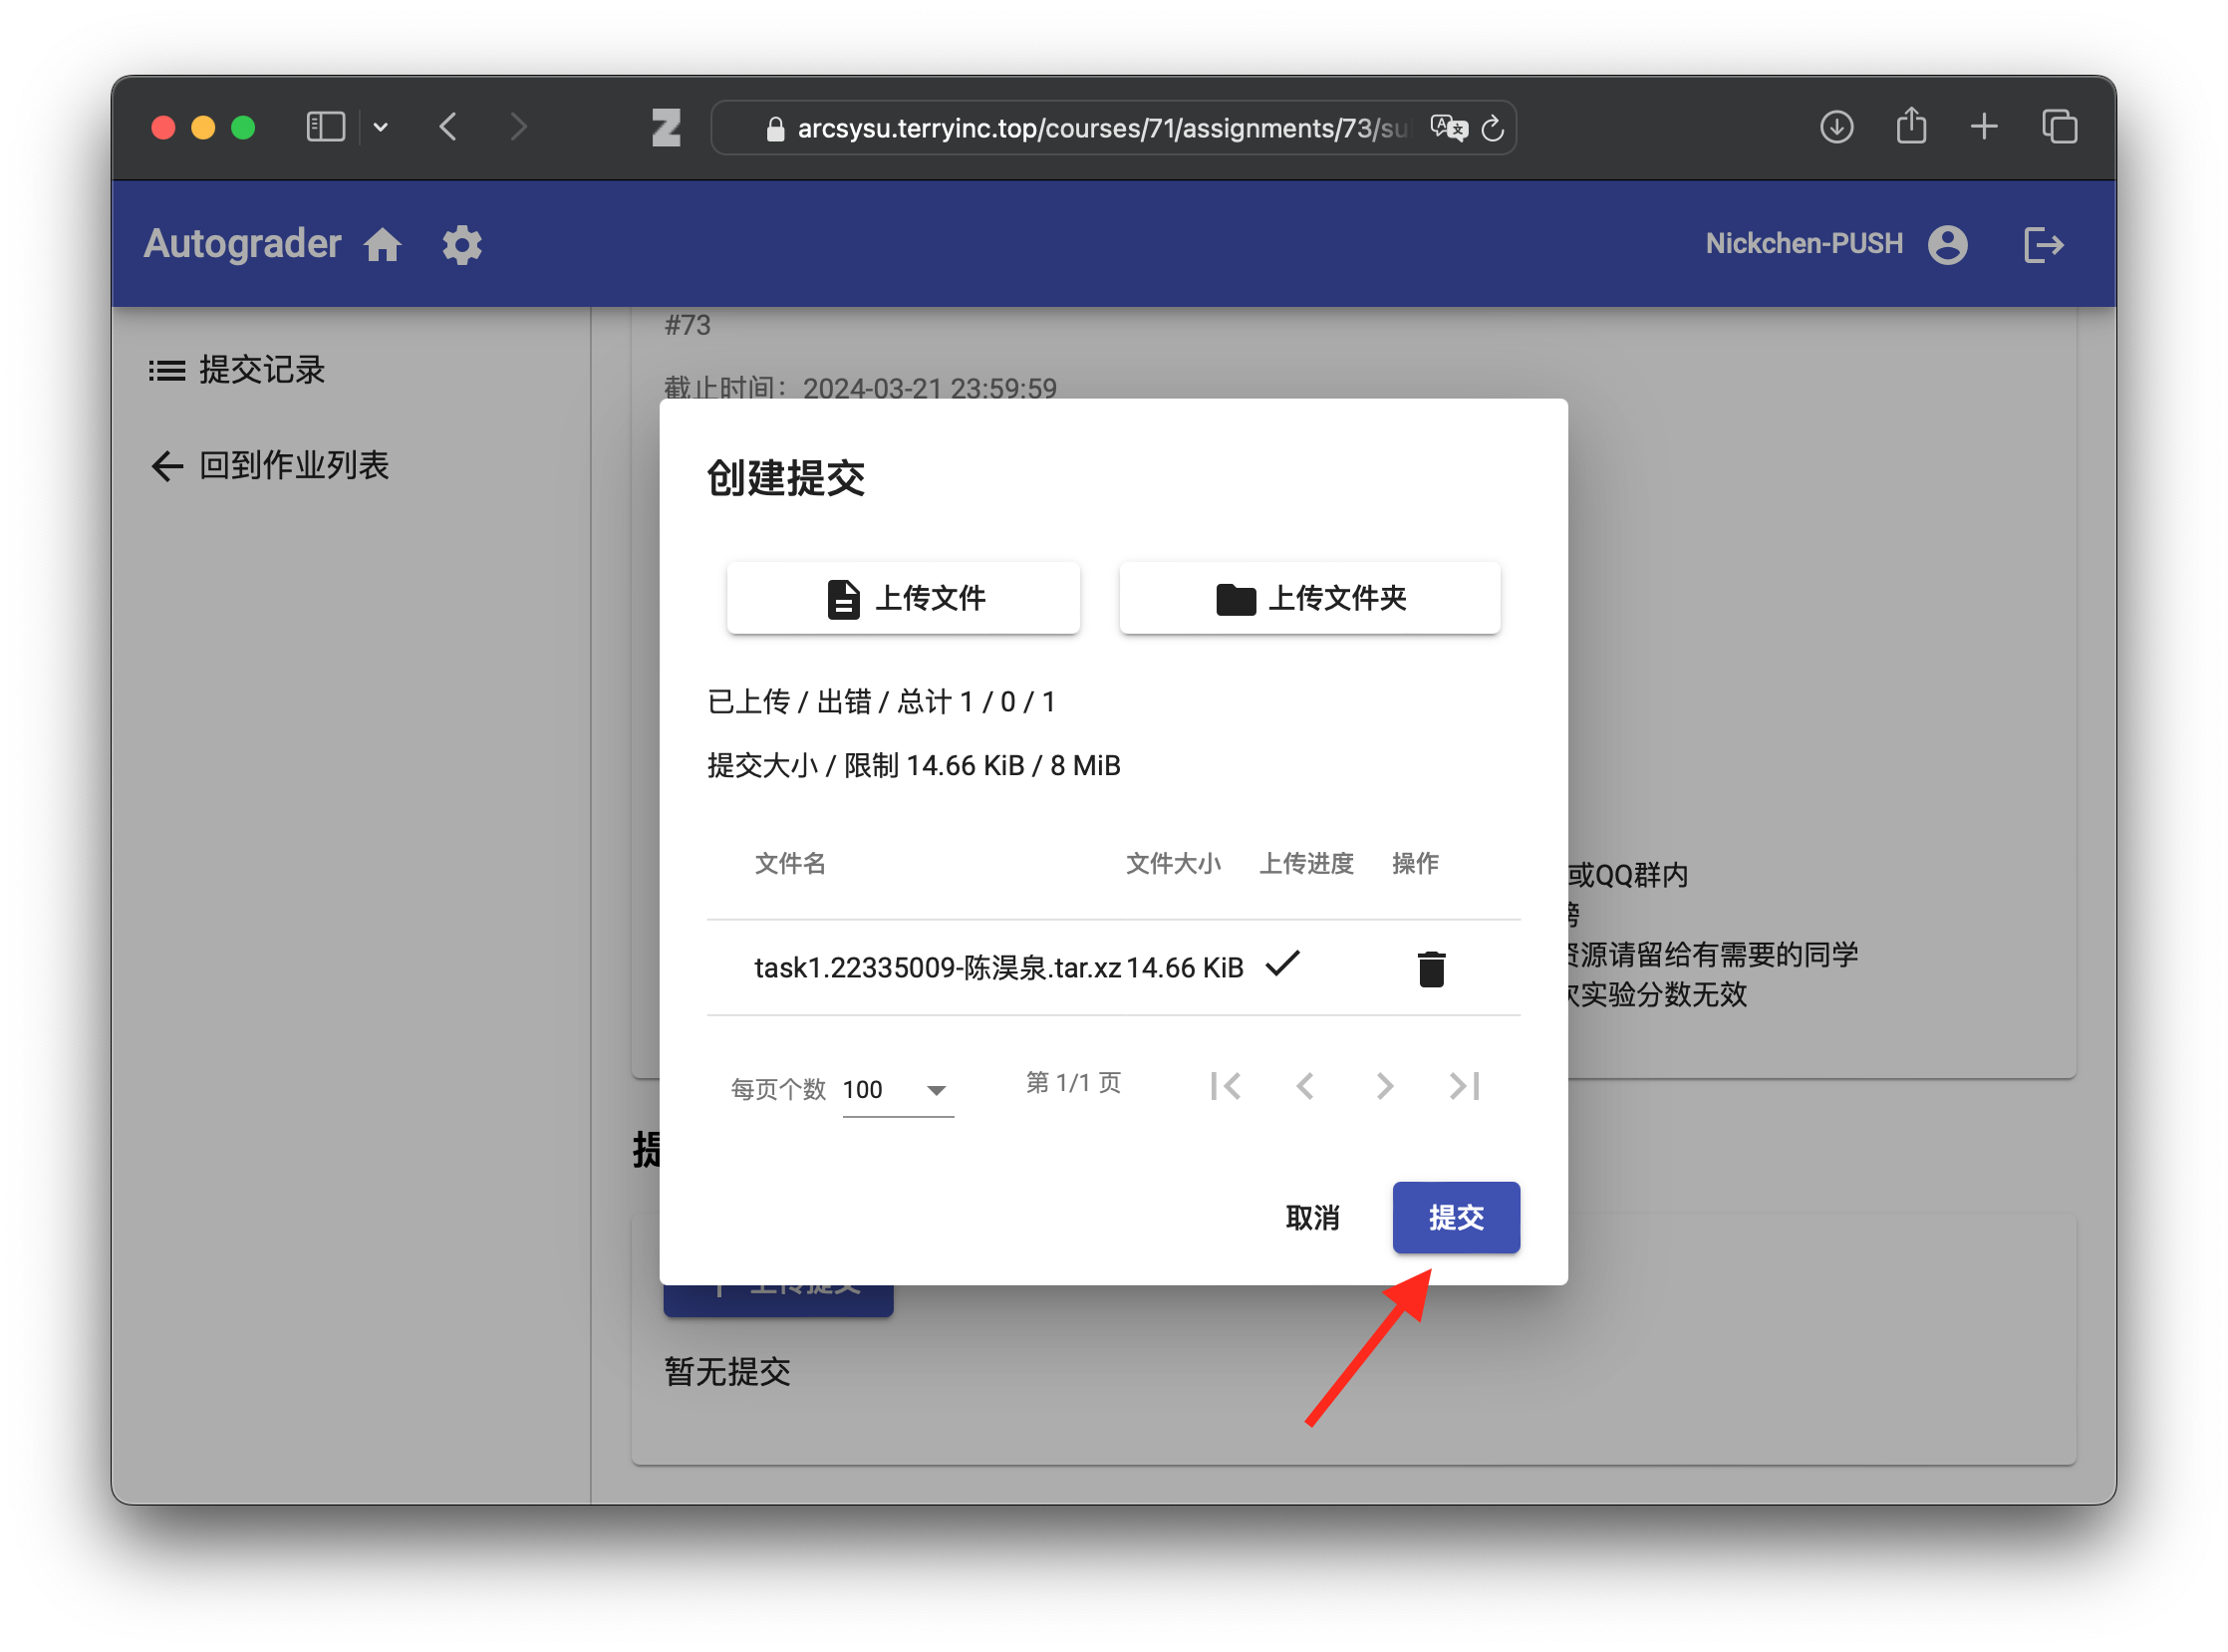 arcsysu.terryinc.top/courses/71/assignments/73/su
Autograder
Nickchen-PUSH
提交记录
回到作业列表
#73
截止时间：2024-03-21 23:59:59
创建提交
上传文件
上传文件夹
已上传 / 出错 / 总计 1 / 0 / 1
提交大小 / 限制 14.66 KiB / 8 MiB
文件名 文件大小 上传进度 操作
task1.22335009-陈淏泉.tar.xz 14.66 KiB
每页个数 100 第 1/1 页
取消 提交
或QQ群内
资源请留给有需要的同学
次实验分数无效
提
上传提交
暂无提交